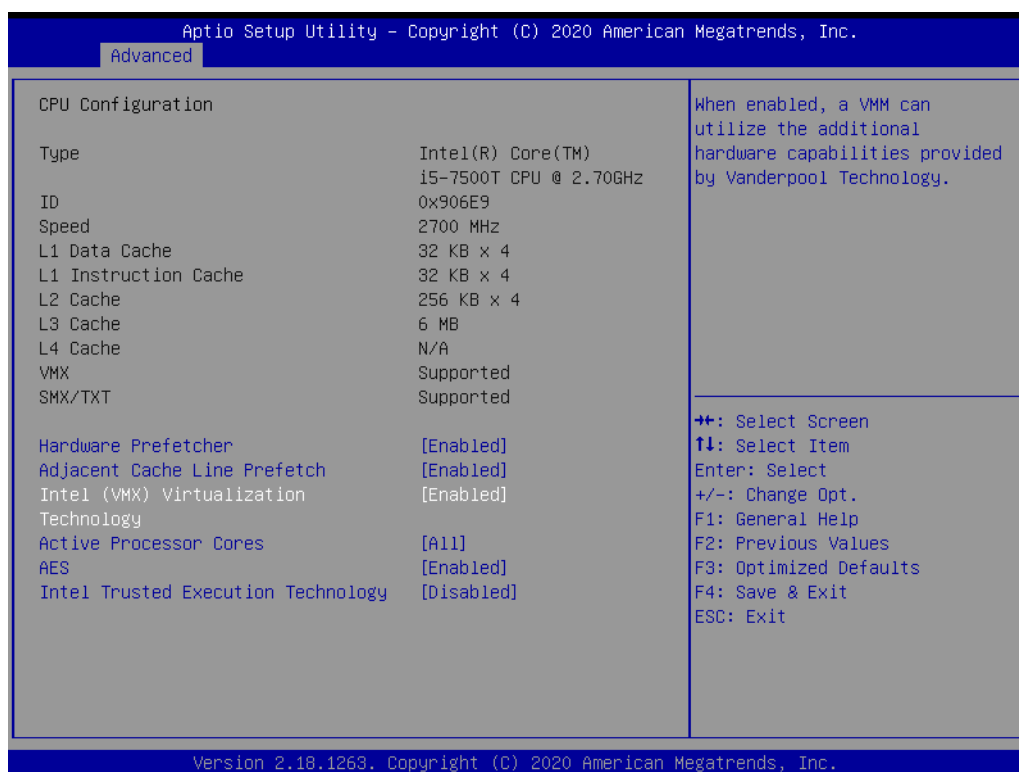 Aptio Setup Utility – Copyright (C) 2020 American Megatrends, Inc.
Advanced
CPU Configuration
Type Intel(R) Core(TM)
i5-7500T CPU @ 2.70GHz
ID 0x906E9
Speed 2700 MHz
L1 Data Cache 32 KB x 4
L1 Instruction Cache 32 KB x 4
L2 Cache 256 KB x 4
L3 Cache 6 MB
L4 Cache N/A
VMX Supported
SMX/TXT Supported
Hardware Prefetcher [Enabled]
Adjacent Cache Line Prefetch [Enabled]
Intel (VMX) Virtualization [Enabled]
Technology
Active Processor Cores [All]
AES [Enabled]
Intel Trusted Execution Technology [Disabled]
When enabled, a VMM can
utilize the additional
hardware capabilities provided
by Vanderpool Technology.
→←: Select Screen
↑↓: Select Item
Enter: Select
+/-: Change Opt.
F1: General Help
F2: Previous Values
F3: Optimized Defaults
F4: Save & Exit
ESC: Exit
Version 2.18.1263. Copyright (C) 2020 American Megatrends, Inc.